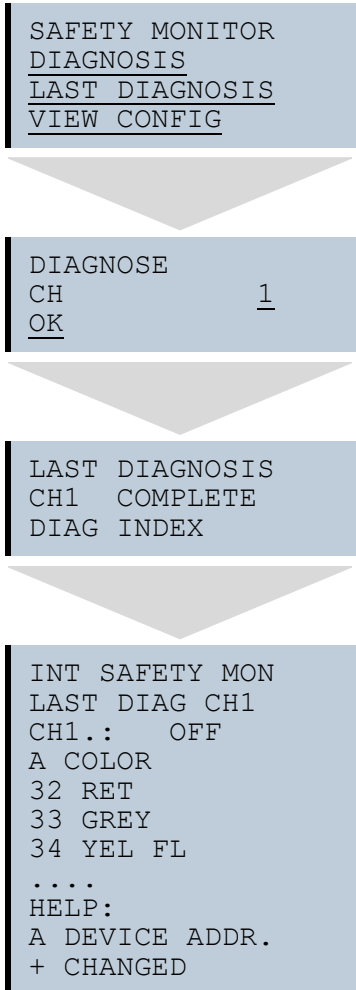 SAFETY MONITOR
DIAGNOSIS
LAST DIAGNOSIS
VIEW CONFIG
DIAGNOSE
CH 1
OK
LAST DIAGNOSIS
CH1 COMPLETE
DIAG INDEX
INT SAFETY MON
LAST DIAG CH1
CH1.: OFF
A COLOR
32 RET
33 GREY
34 YEL FL
....
HELP:
A DEVICE ADDR.
+ CHANGED